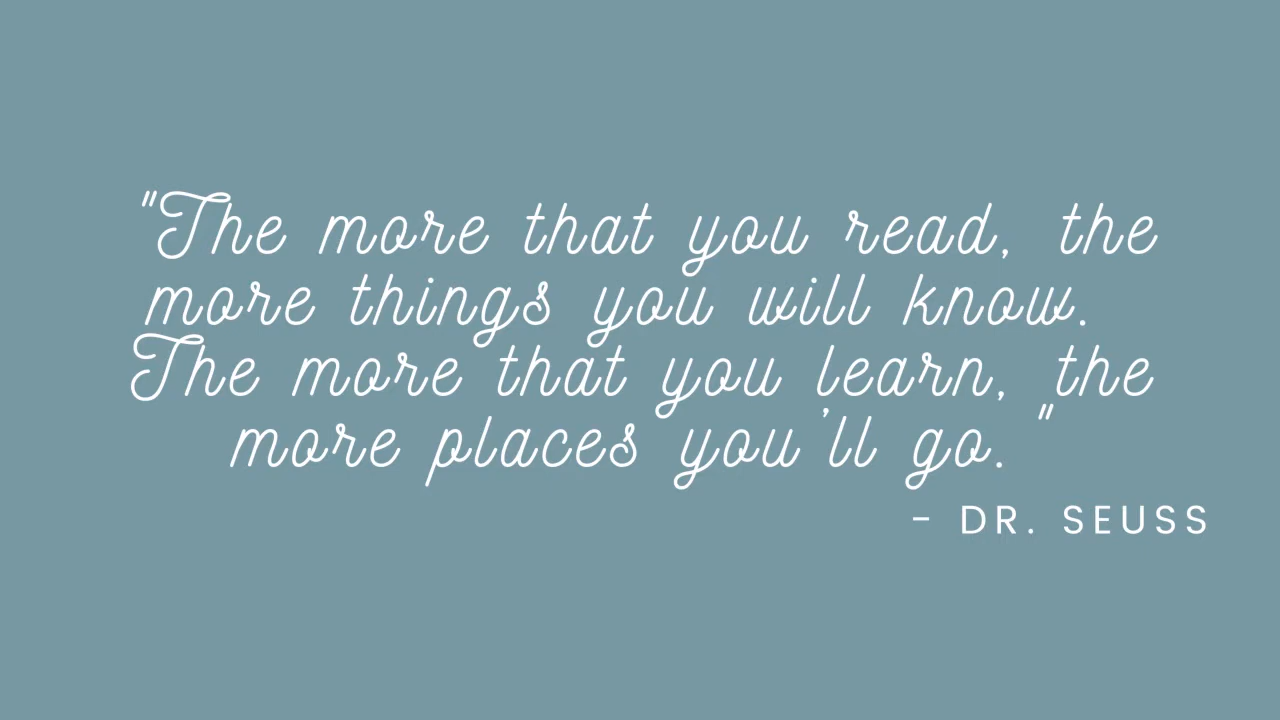 "The more that you read, the
more things you will know.
The more that you learn, the
more places you'll go."
- DR. SEUSS